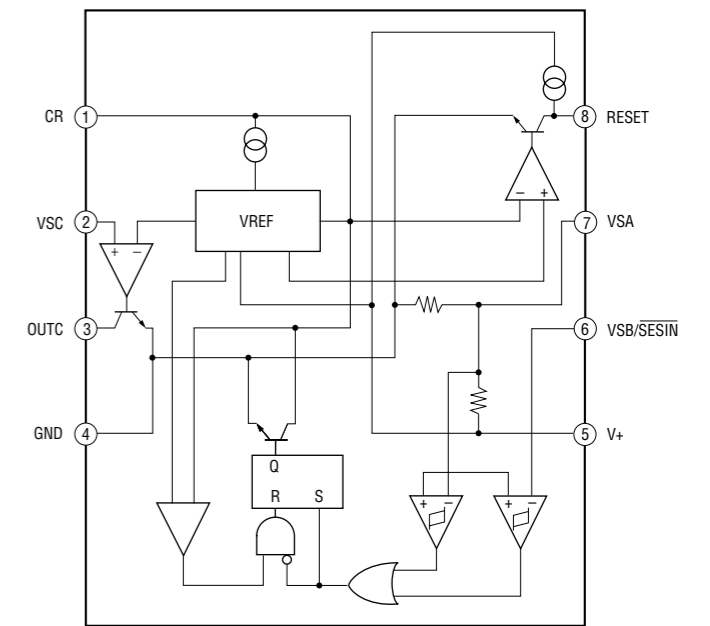 CR 1
8 RESET
VSC 2
+ −
VREF
− +
7 VSA
OUTC 3
6 VSB/SESIN
GND 4
5 V+
Q
R S
+ −
+ −